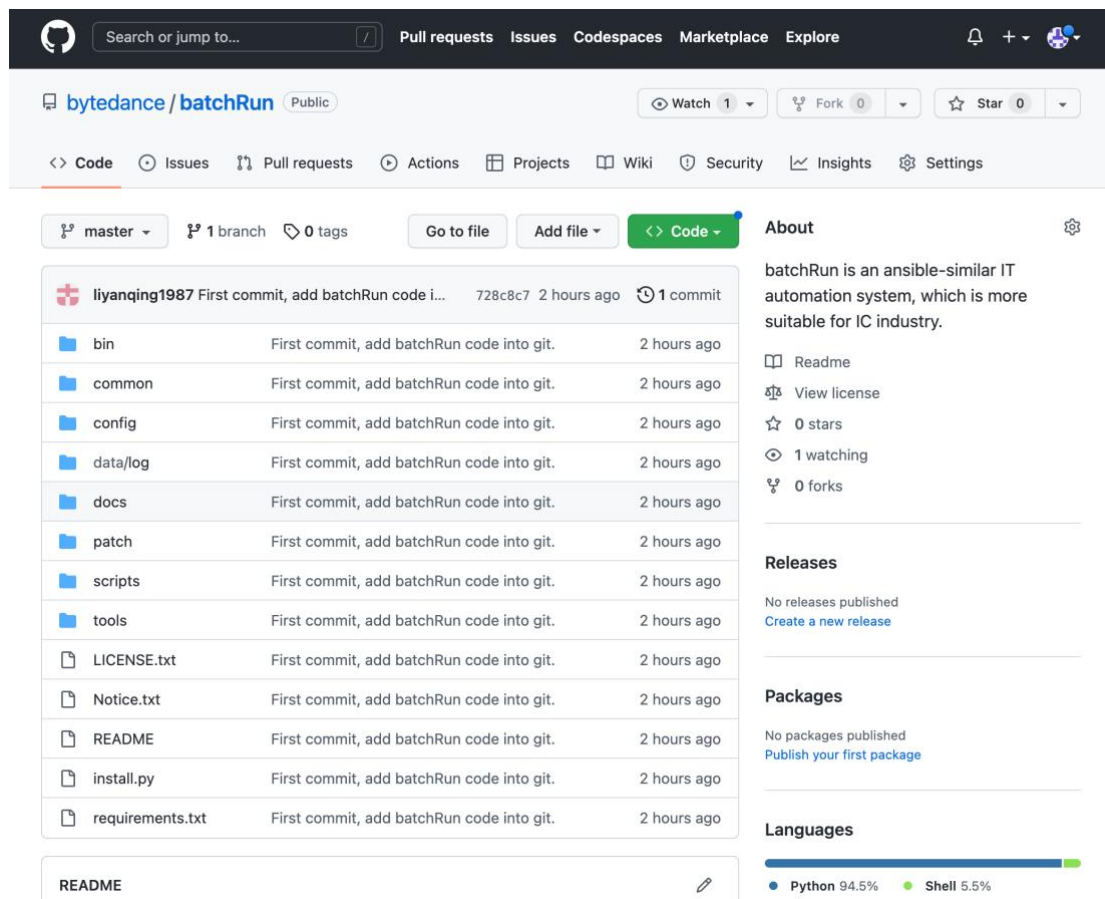 Search or jump to... / Pull requests Issues Codespaces Marketplace Explore
bytedance / batchRun Public Watch 1 Fork 0 Star 0
Code Issues Pull requests Actions Projects Wiki Security Insights Settings
master 1 branch 0 tags Go to file Add file Code
liyanqing1987 First commit, add batchRun code i... 728c8c7 2 hours ago 1 commit
bin First commit, add batchRun code into git. 2 hours ago
common First commit, add batchRun code into git. 2 hours ago
config First commit, add batchRun code into git. 2 hours ago
data/log First commit, add batchRun code into git. 2 hours ago
docs First commit, add batchRun code into git. 2 hours ago
patch First commit, add batchRun code into git. 2 hours ago
scripts First commit, add batchRun code into git. 2 hours ago
tools First commit, add batchRun code into git. 2 hours ago
LICENSE.txt First commit, add batchRun code into git. 2 hours ago
Notice.txt First commit, add batchRun code into git. 2 hours ago
README First commit, add batchRun code into git. 2 hours ago
install.py First commit, add batchRun code into git. 2 hours ago
requirements.txt First commit, add batchRun code into git. 2 hours ago
README
About
batchRun is an ansible-similar IT
automation system, which is more
suitable for IC industry.
Readme
View license
0 stars
1 watching
0 forks
Releases
No releases published
Create a new release
Packages
No packages published
Publish your first package
Languages
Python 94.5% Shell 5.5%